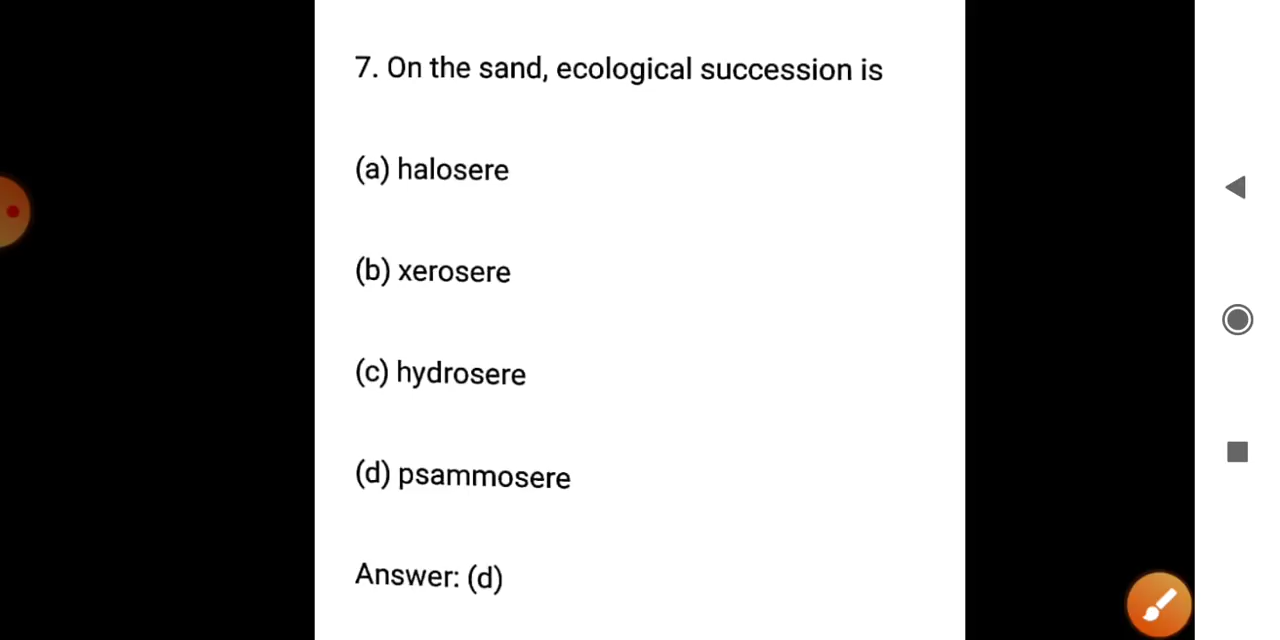 7. On the sand, ecological succession is
(a) halosere
(b) xerosere
(c) hydrosere
(d) psammosere
Answer: (d)